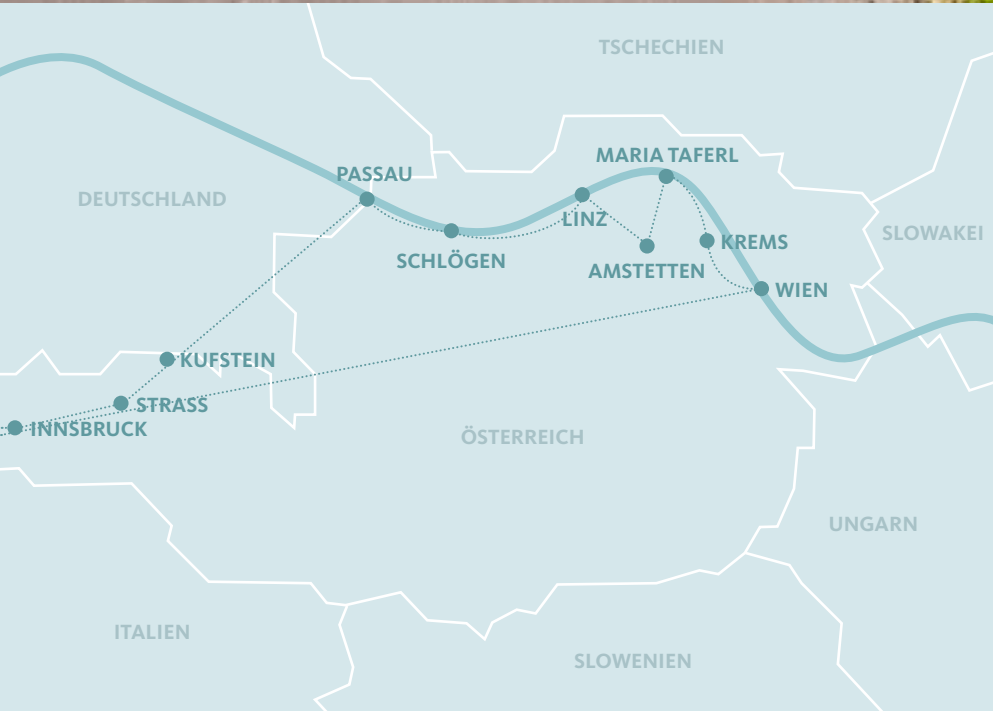 TSCHECHIEN
MARIA TAFERL
PASSAU
DEUTSCHLAND
LINZ
SLOWAKEI
KREMS
SCHLÖGEN
AMSTETTEN
WIEN
KUFSTEIN
STRASS
INNSBRUCK
ÖSTERREICH
UNGARN
ITALIEN
SLOWENIEN